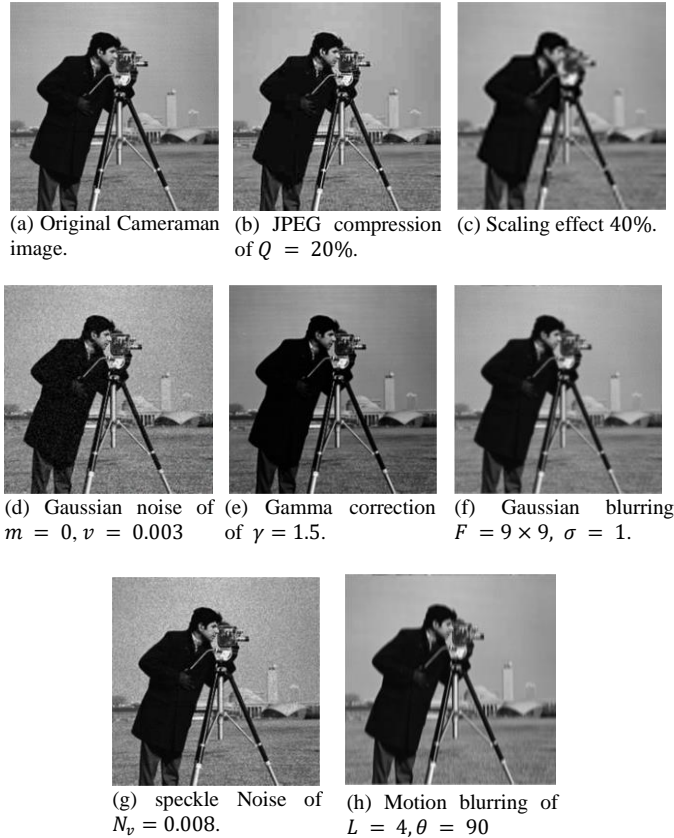 (a) Original Cameraman
image.
(b) JPEG compression
of Q = 20%.
(c) Scaling effect 40%.
(d) Gaussian noise of
m = 0, v = 0.003
(e) Gamma correction
of γ = 1.5.
(f) Gaussian blurring
F = 9 × 9, σ = 1.
(g) speckle Noise of
N_v = 0.008.
(h) Motion blurring of
L = 4, θ = 90